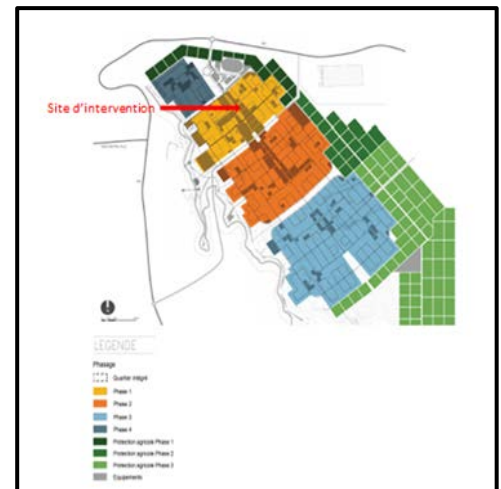 Site d'intervention
LEGENDE
Phasage
Quartier intégré
Phase 1
Phase 2
Phase 3
Phase 4
Protection agricole Phase 1
Protection agricole Phase 2
Protection agricole Phase 3
Equipements